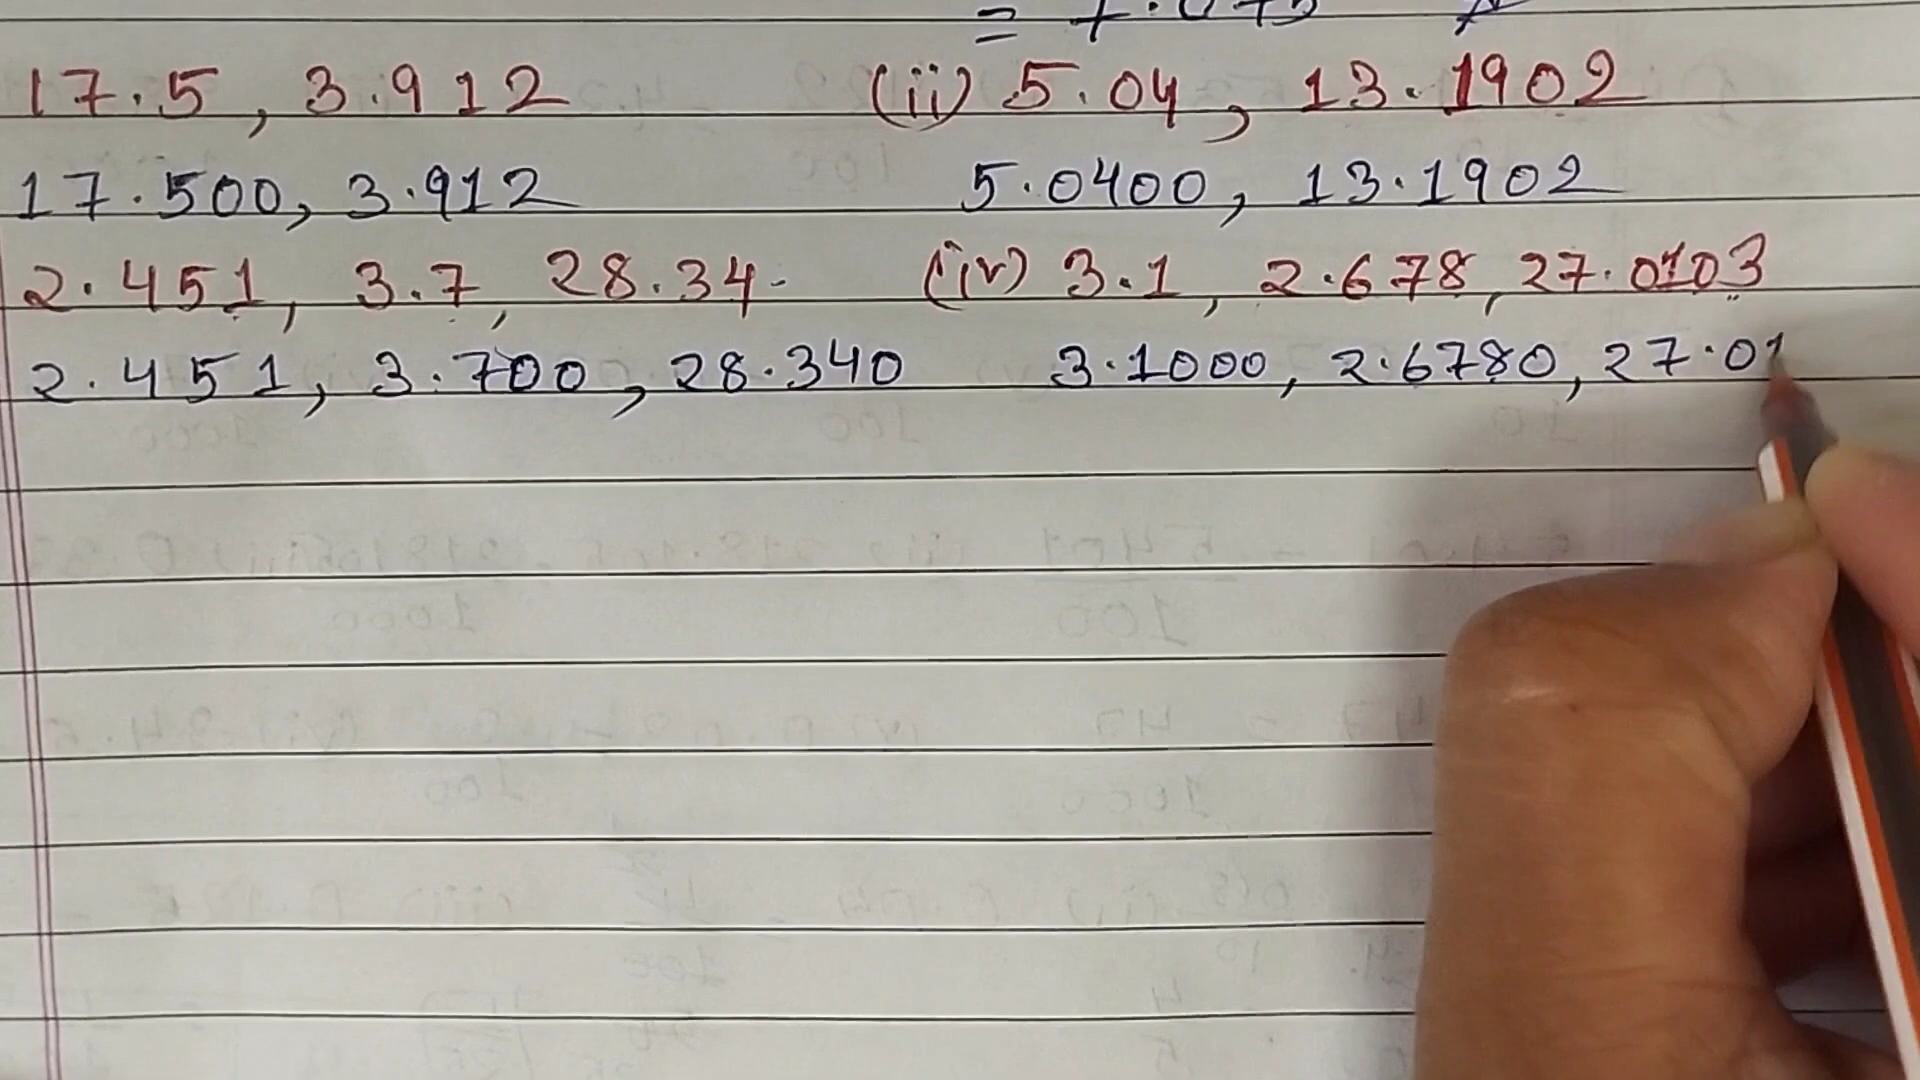 17.5, 3.912 (ii) 5.04, 13.1902
17.500, 3.912 5.0400, 13.1902
2.451, 3.7, 28.34 (iv) 3.1, 2.678, 27.0103
2.451, 3.700, 28.340 3.1000, 2.6780, 27.01